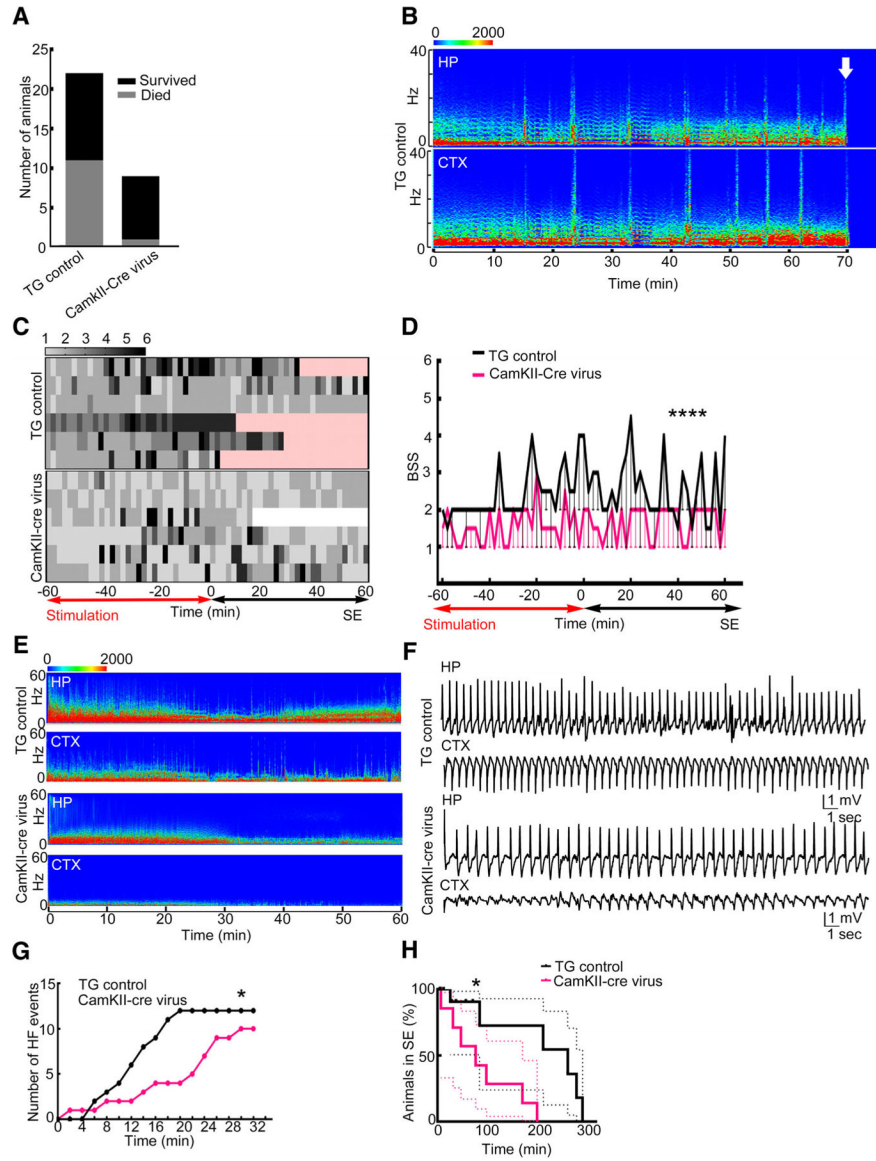 A
25
20
15
10
5
0
Number of animals
Survived
Died
TG control
CamkII-Cre virus
B
0 2000
HP
CTX
40
Hz
0
40
Hz
0
TG control
0 10 20 30 40 50 60 70
Time (min)
C
1 2 3 4 5 6
TG control
CamKII-cre virus
-60 -40 -20 0 20 40 60
Time (min)
Stimulation
SE
D
TG control
CamKII-Cre virus
****
6
5
4
3
2
1
BSS
-60 -40 -20 0 20 40 60
Time (min)
Stimulation
SE
E
0 2000
HP
CTX
HP
CTX
60
Hz
0
60
Hz
0
60
Hz
0
60
Hz
0
TG control
CamKII-cre virus
0 10 20 30 40 50 60
Time (min)
F
HP
TG control
CTX
1 mV
1 sec
HP
CamKII-cre virus
CTX
1 mV
1 sec
G
TG control
CamKII-cre virus
*
15
10
5
0
Number of HF events
0 4 8 12 16 20 24 28 32
Time (min)
H
TG control
CamKII-cre virus
*
100
50
0
Animals in SE (%)
0 100 200 300
Time (min)